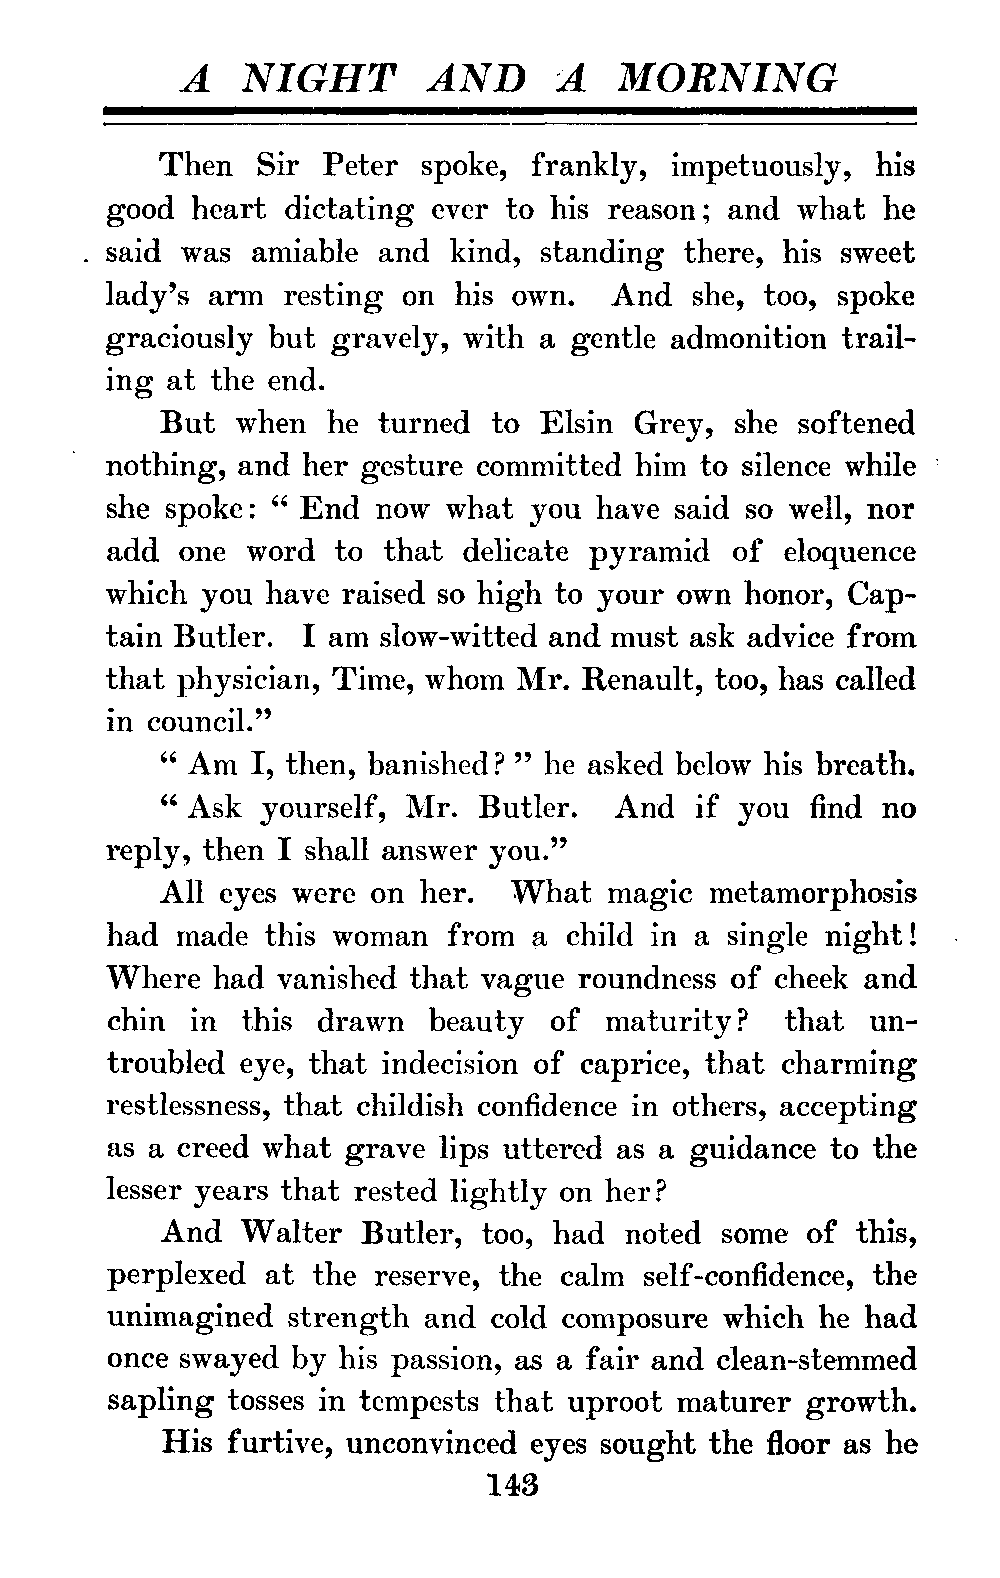 A NIGHT AND A MORNING
Then Sir Peter spoke, frankly, impetuously, his
good heart dictating ever to his reason; and what he
said was amiable and kind, standing there, his sweet
lady's arm resting on his own. And she, too, spoke
graciously but gravely, with a gentle admonition trail-
ing at the end.
But when he turned to Elsin Grey, she softened
nothing, and her gesture committed him to silence while
she spoke: “ End now what you have said so well, nor
add one word to that delicate pyramid of eloquence
which you have raised so high to your own honor, Cap-
tain Butler. I am slow-witted and must ask advice from
that physician, Time, whom Mr. Renault, too, has called
in council.”
“ Am I, then, banished? ” he asked below his breath.
“ Ask yourself, Mr. Butler. And if you find no
reply, then I shall answer you.”
All eyes were on her. What magic metamorphosis
had made this woman from a child in a single night!
Where had vanished that vague roundness of cheek and
chin in this drawn beauty of maturity? that un-
troubled eye, that indecision of caprice, that charming
restlessness, that childish confidence in others, accepting
as a creed what grave lips uttered as a guidance to the
lesser years that rested lightly on her?
And Walter Butler, too, had noted some of this,
perplexed at the reserve, the calm self-confidence, the
unimagined strength and cold composure which he had
once swayed by his passion, as a fair and clean-stemmed
sapling tosses in tempests that uproot maturer growth.
His furtive, unconvinced eyes sought the floor as he
143